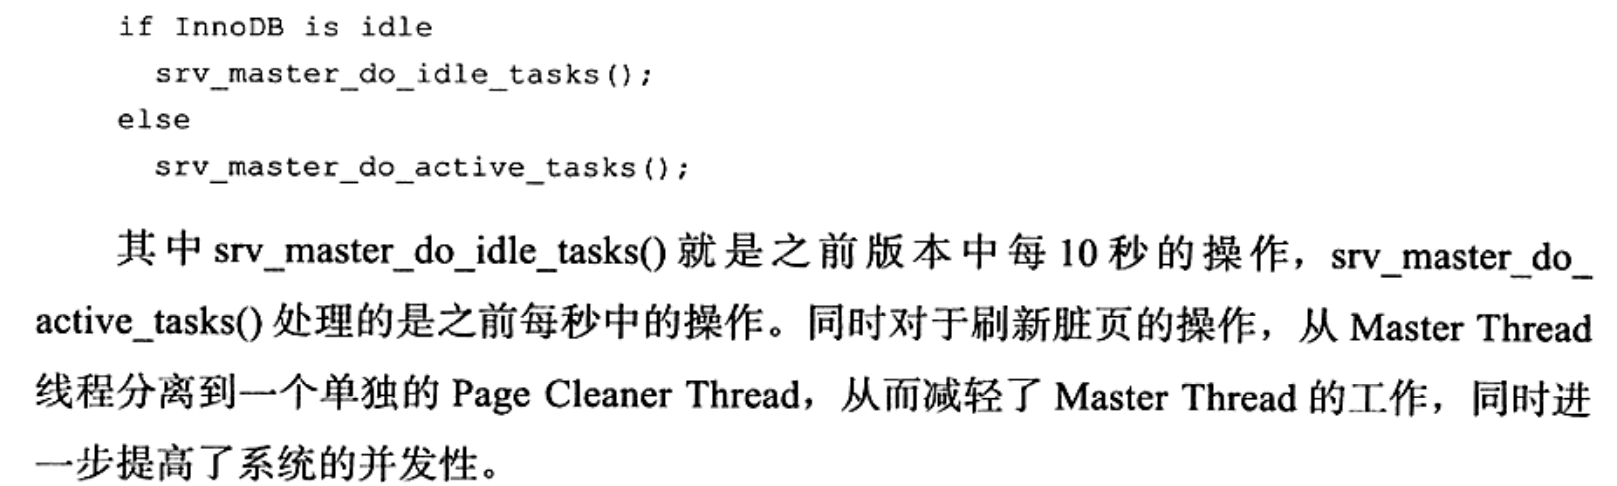 if InnoDB is idle
srv_master_do_idle_tasks();
else
srv_master_do_active_tasks();
其中 srv_master_do_idle_tasks() 就是之前版本中每 10 秒的操作，srv_master_do_
active_tasks() 处理的是之前每秒中的操作。同时对于刷新脏页的操作，从 Master Thread
线程分离到一个单独的 Page Cleaner Thread，从而减轻了 Master Thread 的工作，同时进
一步提高了系统的并发性。